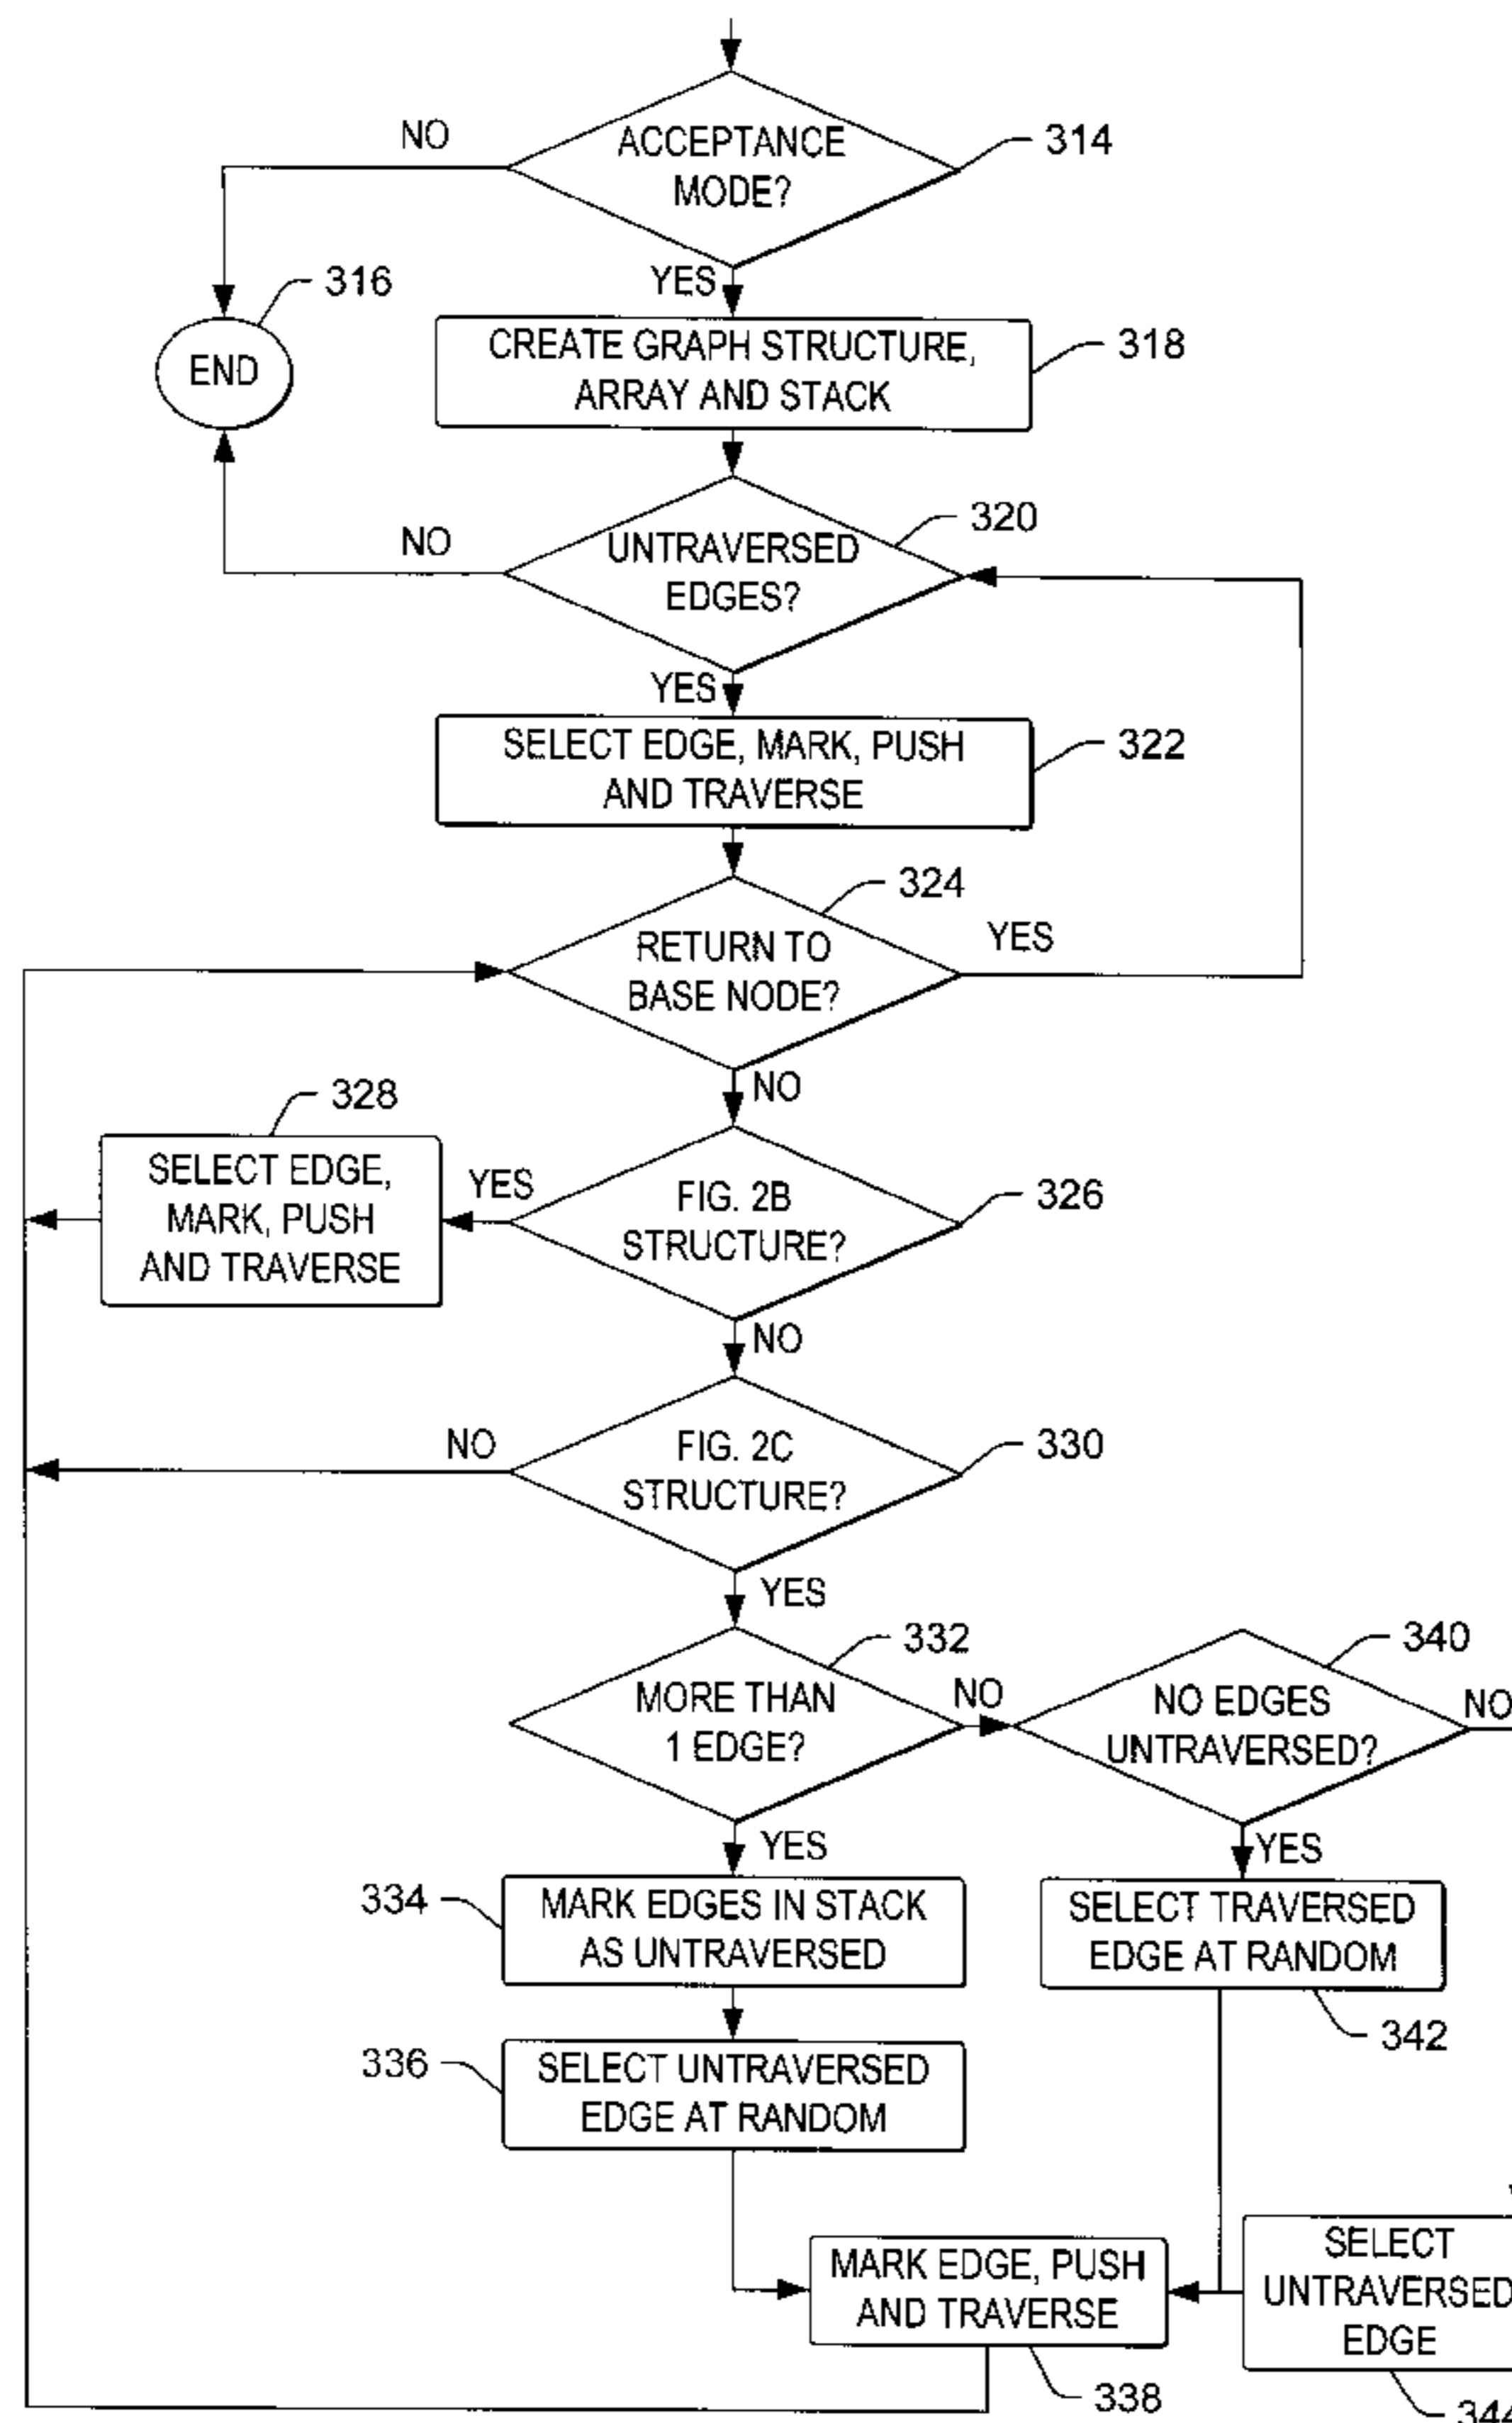 NO
ACCEPTANCE
MODE?
314
YES
316
END
CREATE GRAPH STRUCTURE,
ARRAY AND STACK
318
NO
UNTRAVERSED
EDGES?
320
YES
SELECT EDGE, MARK, PUSH
AND TRAVERSE
322
324
RETURN TO
BASE NODE?
YES
NO
328
SELECT EDGE,
MARK, PUSH
AND TRAVERSE
YES
FIG. 2B
STRUCTURE?
326
NO
NO
FIG. 2C
STRUCTURE?
330
YES
332
MORE THAN
1 EDGE?
NO
340
NO EDGES
UNTRAVERSED?
NO
YES
YES
334
MARK EDGES IN STACK
AS UNTRAVERSED
SELECT TRAVERSED
EDGE AT RANDOM
342
336
SELECT UNTRAVERSED
EDGE AT RANDOM
MARK EDGE, PUSH
AND TRAVERSE
338
SELECT
UNTRAVERSED
EDGE
344